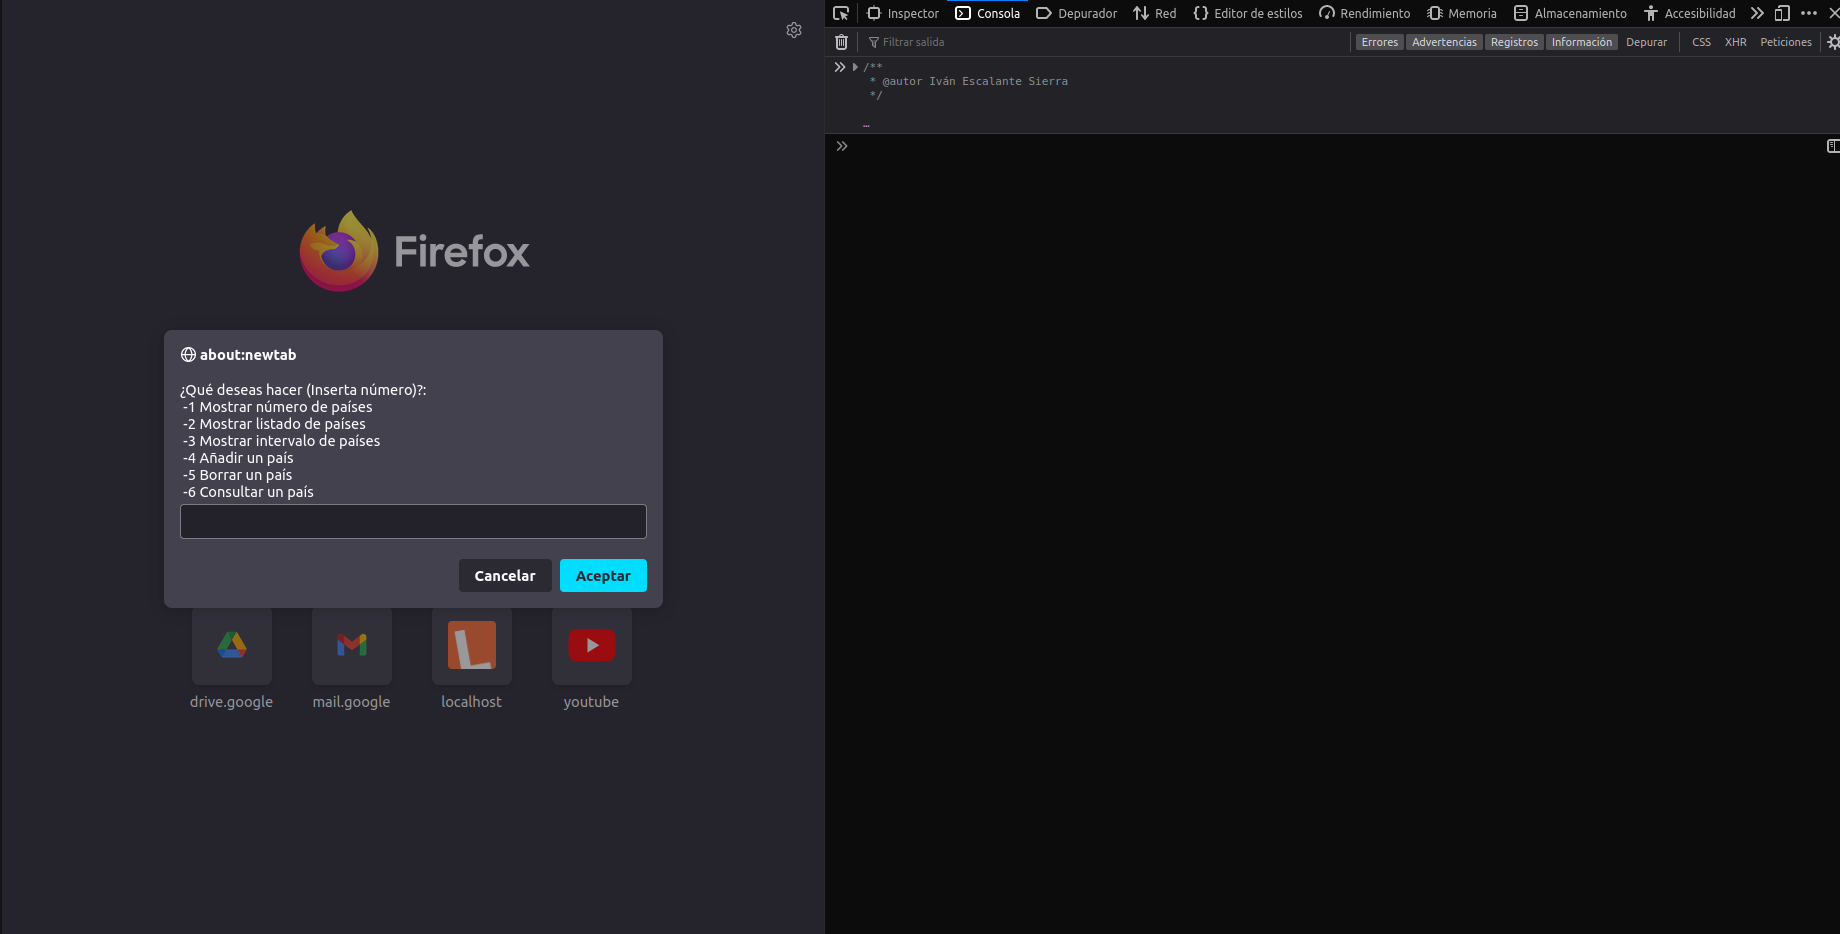 Firefox
about:newtab
¿Qué deseas hacer (Inserta número)?:
-1 Mostrar número de países
-2 Mostrar listado de países
-3 Mostrar intervalo de países
-4 Añadir un país
-5 Borrar un país
-6 Consultar un país
Cancelar Aceptar
drive.google mail.google localhost youtube
Inspector Consola Depurador Red Editor de estilos Rendimiento Memoria Almacenamiento Accesibilidad
Filtrar salida Errores Advertencias Registros Información Depurar CSS XHR Peticiones
/**
* @autor Iván Escalante Sierra
*/
…